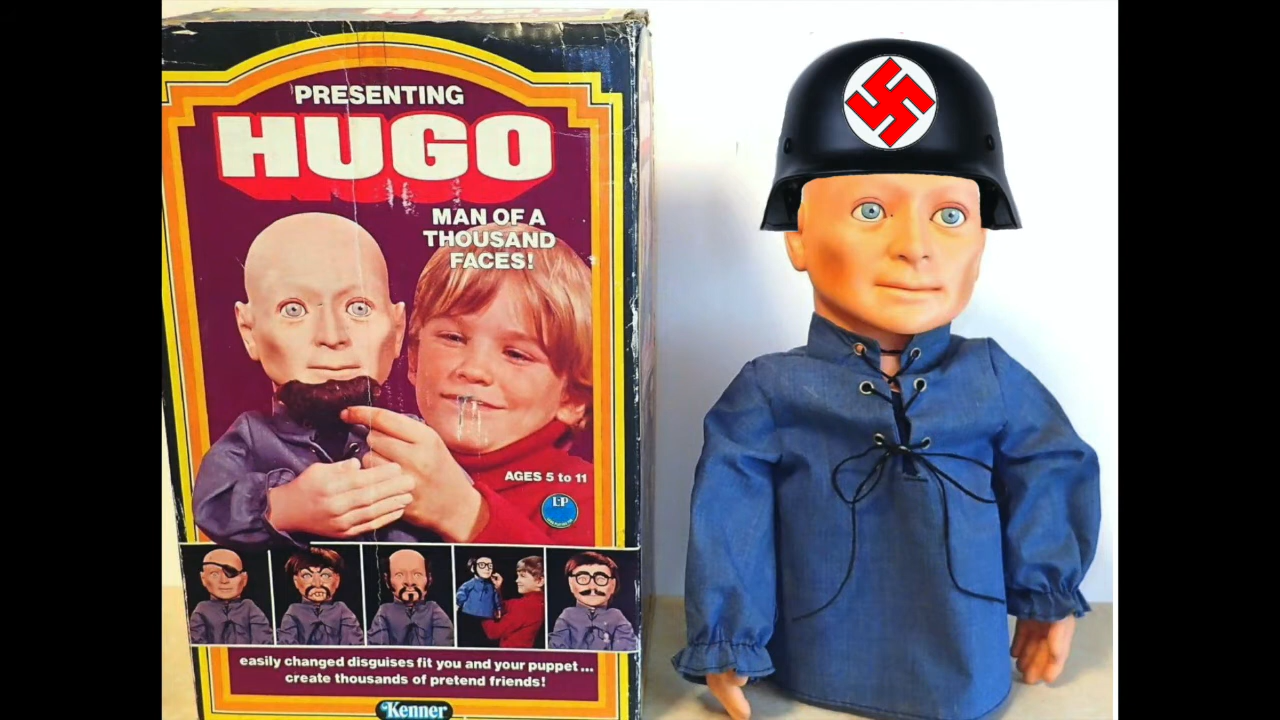 PRESENTING
HUGO
MAN OF A
THOUSAND
FACES!
AGES 5 to 11
LP
easily changed disguises fit you and your puppet...
create thousands of pretend friends!
Kenner